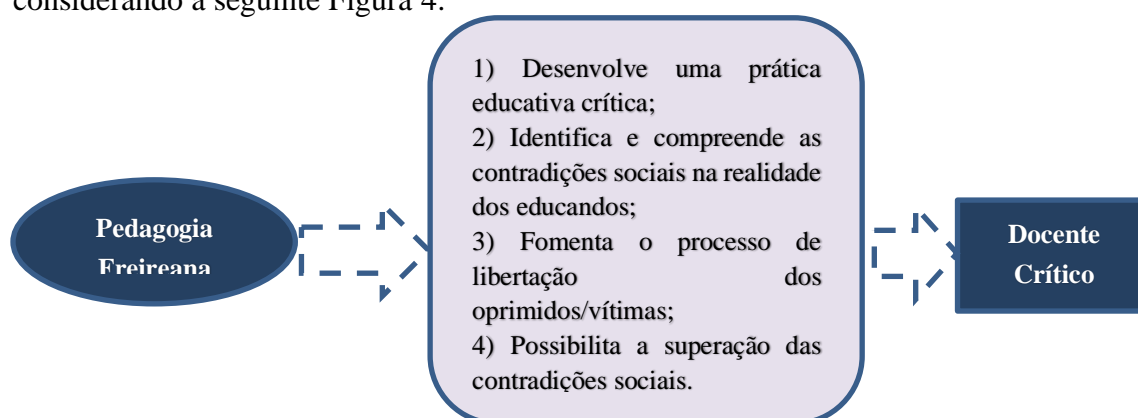 considerando a seguinte Figura 4.
1) Desenvolve uma prática
educativa crítica;
2) Identifica e compreende as
contradições sociais na realidade
dos educandos;
3) Fomenta o processo de
libertação dos
oprimidos/vítimas;
4) Possibilita a superação das
contradições sociais.
Pedagogia
Freireana
Docente
Crítico